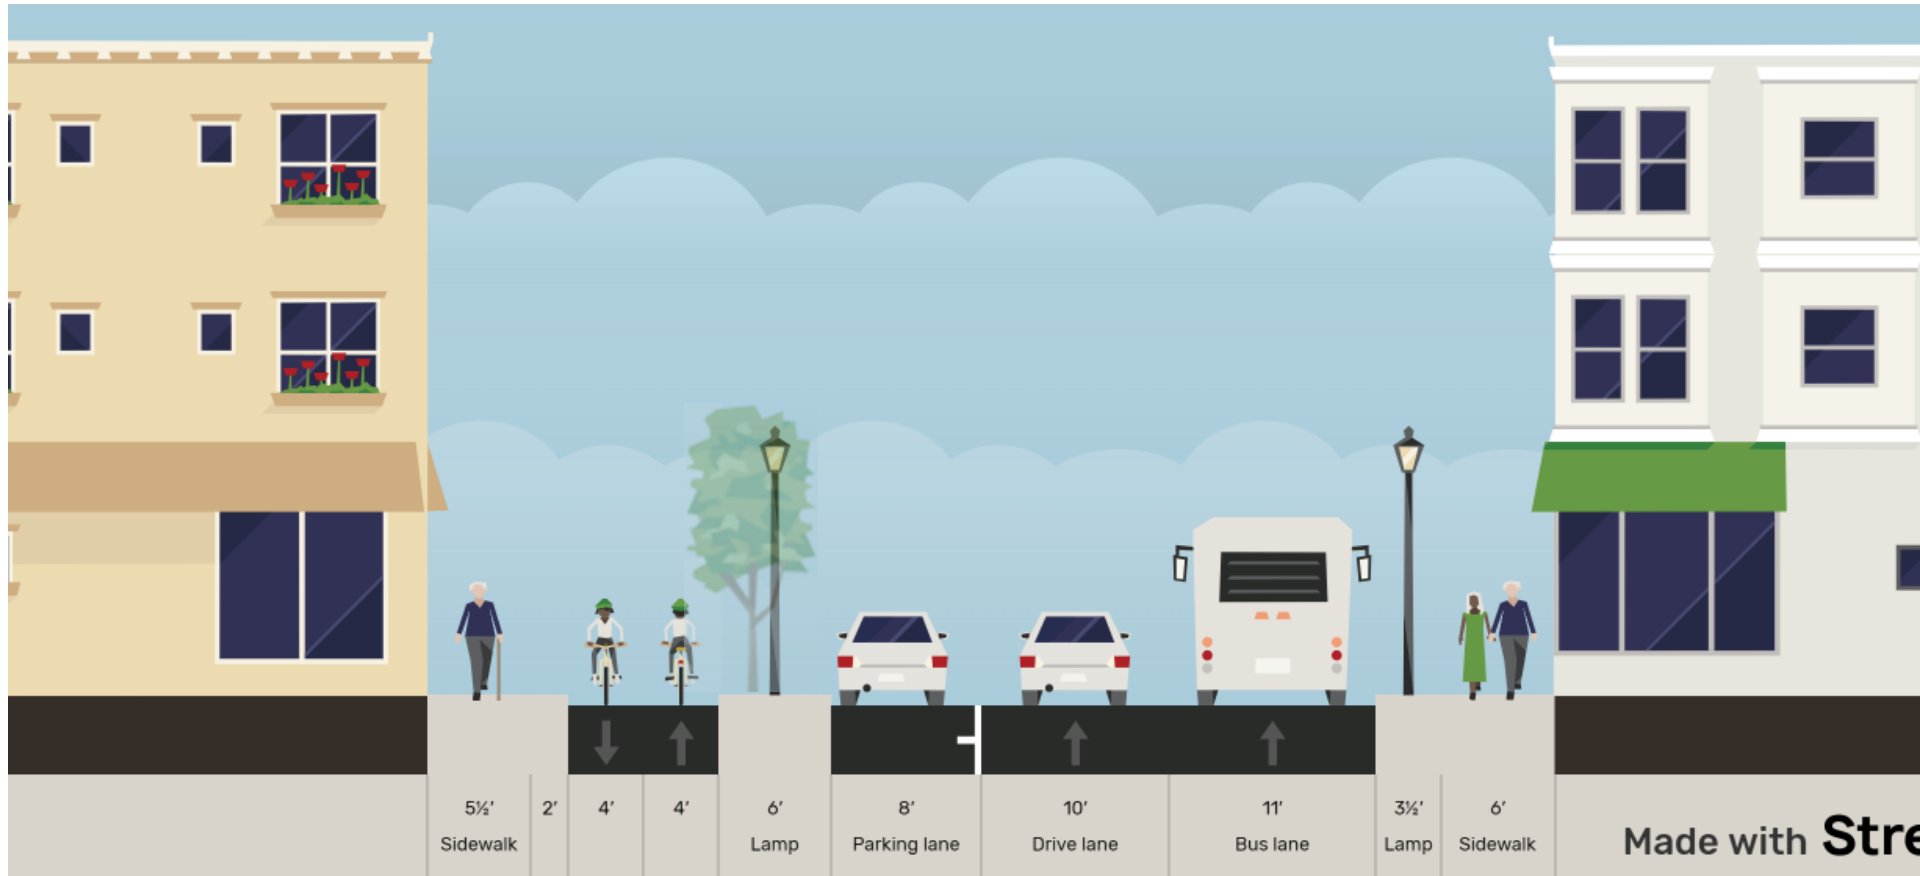 5½′ 2′ 4′ 4′ 6′ 8′ 10′ 11′ 3½′ 6′
Sidewalk Lamp Parking lane Drive lane Bus lane Lamp Sidewalk
Made with Stre